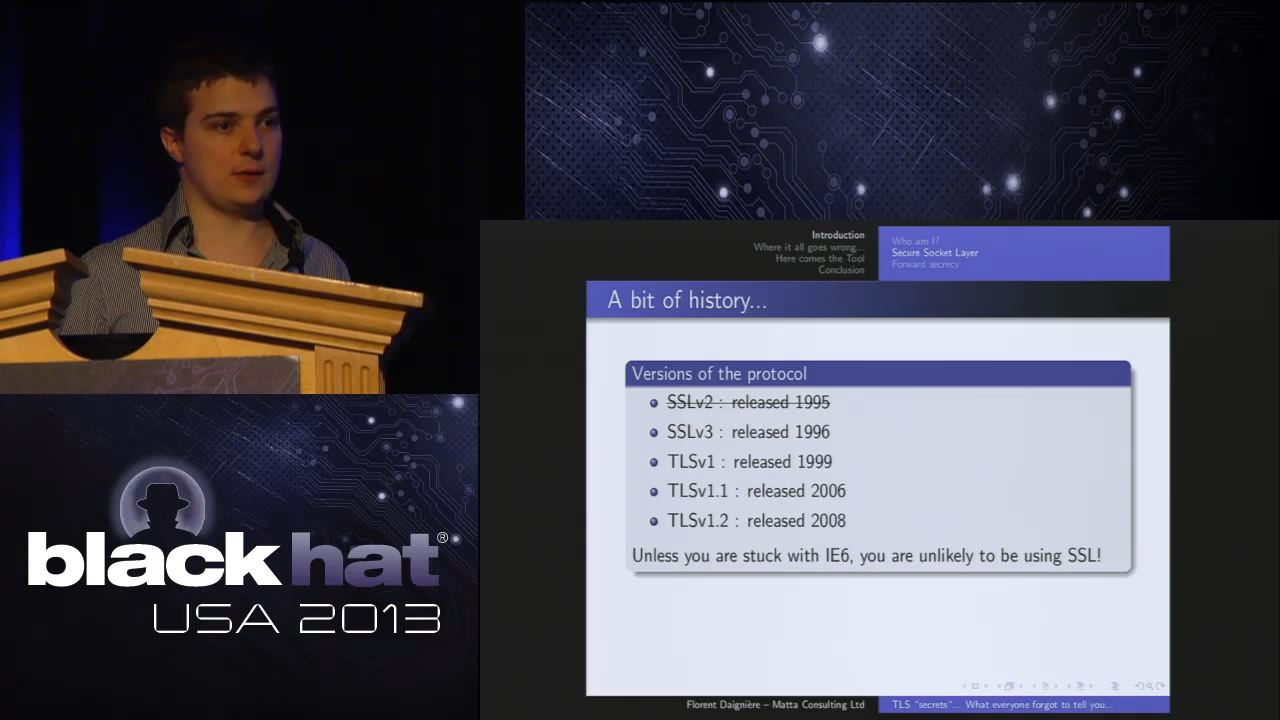 Introduction
Where it all goes wrong...
Here comes the Tool
Conclusion
Who am I?
Secure Socket Layer
Forward secrecy
A bit of history...
Versions of the protocol
SSLv2 : released 1995
SSLv3 : released 1996
TLSv1 : released 1999
TLSv1.1 : released 2006
TLSv1.2 : released 2008
Unless you are stuck with IE6, you are unlikely to be using SSL!
Florent Daignière – Matta Consulting Ltd
TLS “secrets”... What everyone forgot to tell you...
black hat®
USA 2013